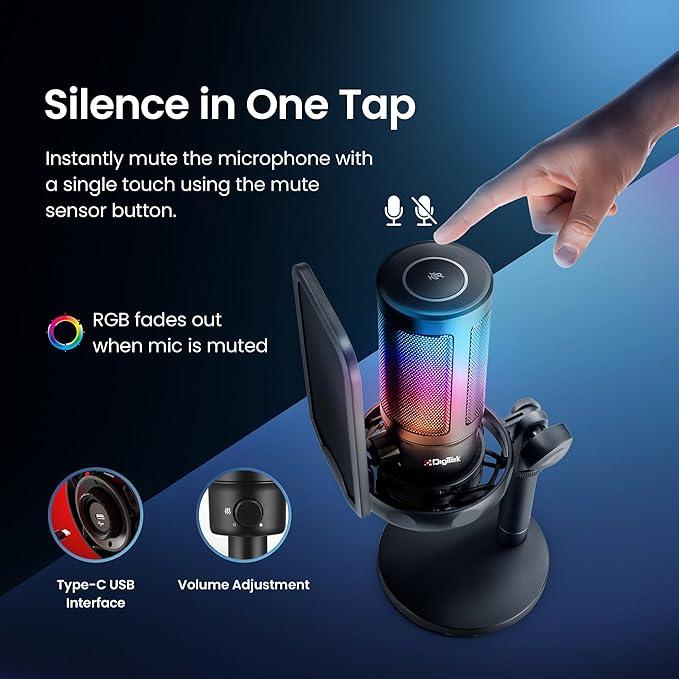 Silence in One Tap
Instantly mute the microphone with
a single touch using the mute
sensor button.
RGB fades out
when mic is muted
DigiTek
Type-C USB
Interface
Volume Adjustment